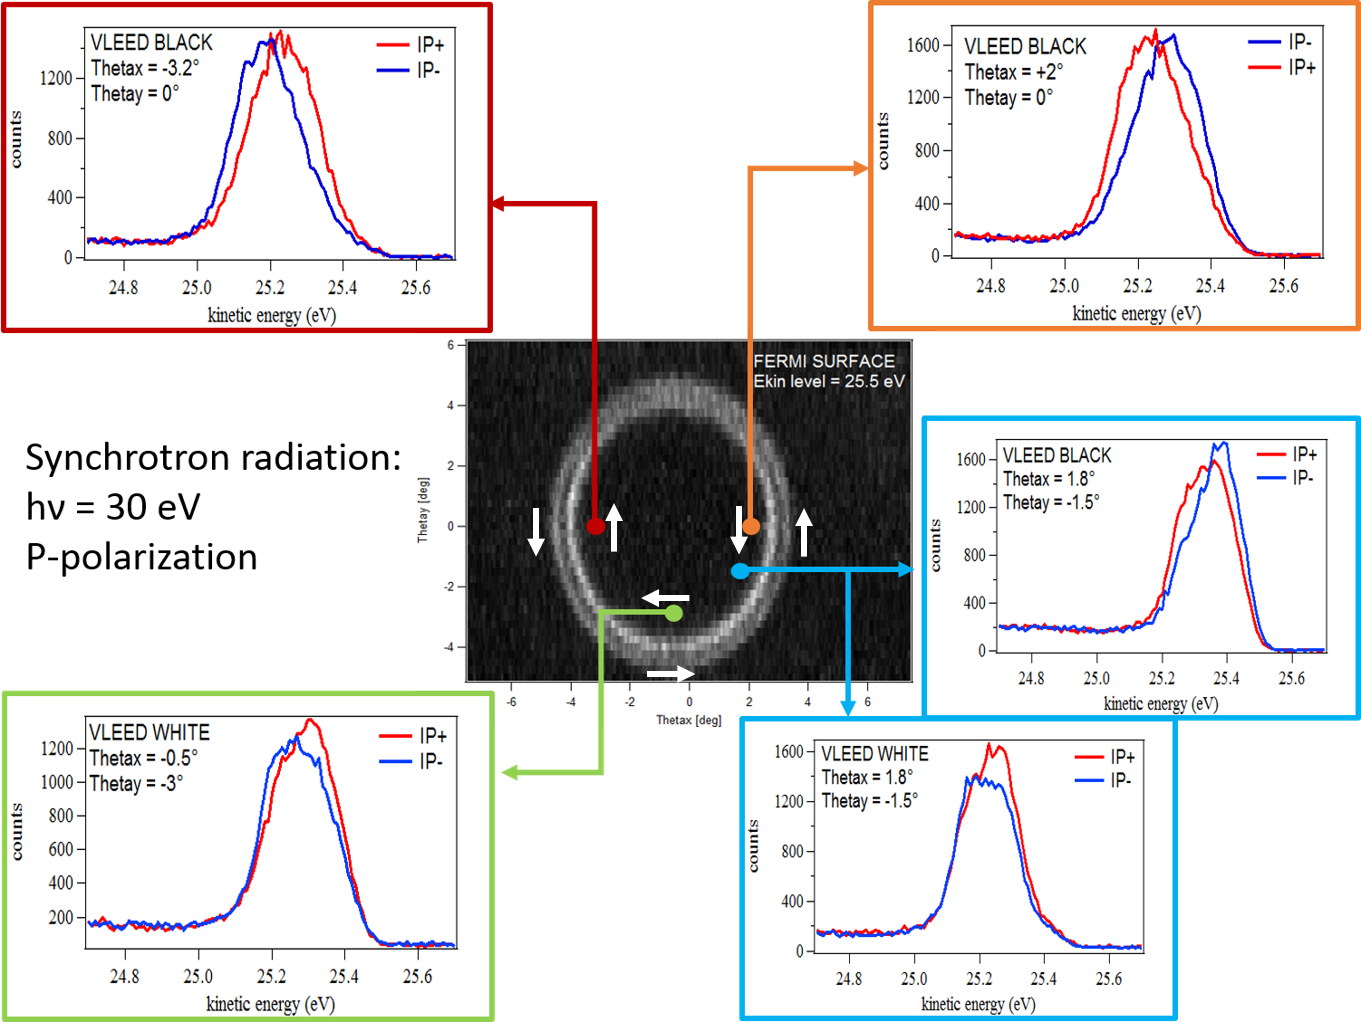 VLEED BLACK
Thetax = -3.2°
Thetay = 0°
IP+
IP-
counts
1200
800
400
0
24.8 25.0 25.2 25.4 25.6
kinetic energy (eV)
VLEED BLACK
Thetax = +2°
Thetay = 0°
IP-
IP+
counts
1600
1200
800
400
0
24.8 25.0 25.2 25.4 25.6
kinetic energy (eV)
Synchrotron radiation:
hν = 30 eV
P-polarization
FERMI SURFACE
Ekin level = 25.5 eV
Thetay [deg]
6
4
2
0
-2
-4
-6 -4 -2 0 2 4 6
Thetax [deg]
VLEED BLACK
Thetax = 1.8°
Thetay = -1.5°
IP+
IP-
counts
1600
1200
800
400
0
24.8 25.0 25.2 25.4 25.6
kinetic energy (eV)
VLEED WHITE
Thetax = -0.5°
Thetay = -3°
IP+
IP-
counts
1200
1000
800
600
400
200
24.8 25.0 25.2 25.4 25.6
kinetic energy (eV)
VLEED WHITE
Thetax = 1.8°
Thetay = -1.5°
IP+
IP-
counts
1600
1200
800
400
0
24.8 25.0 25.2 25.4 25.6
kinetic energy (eV)